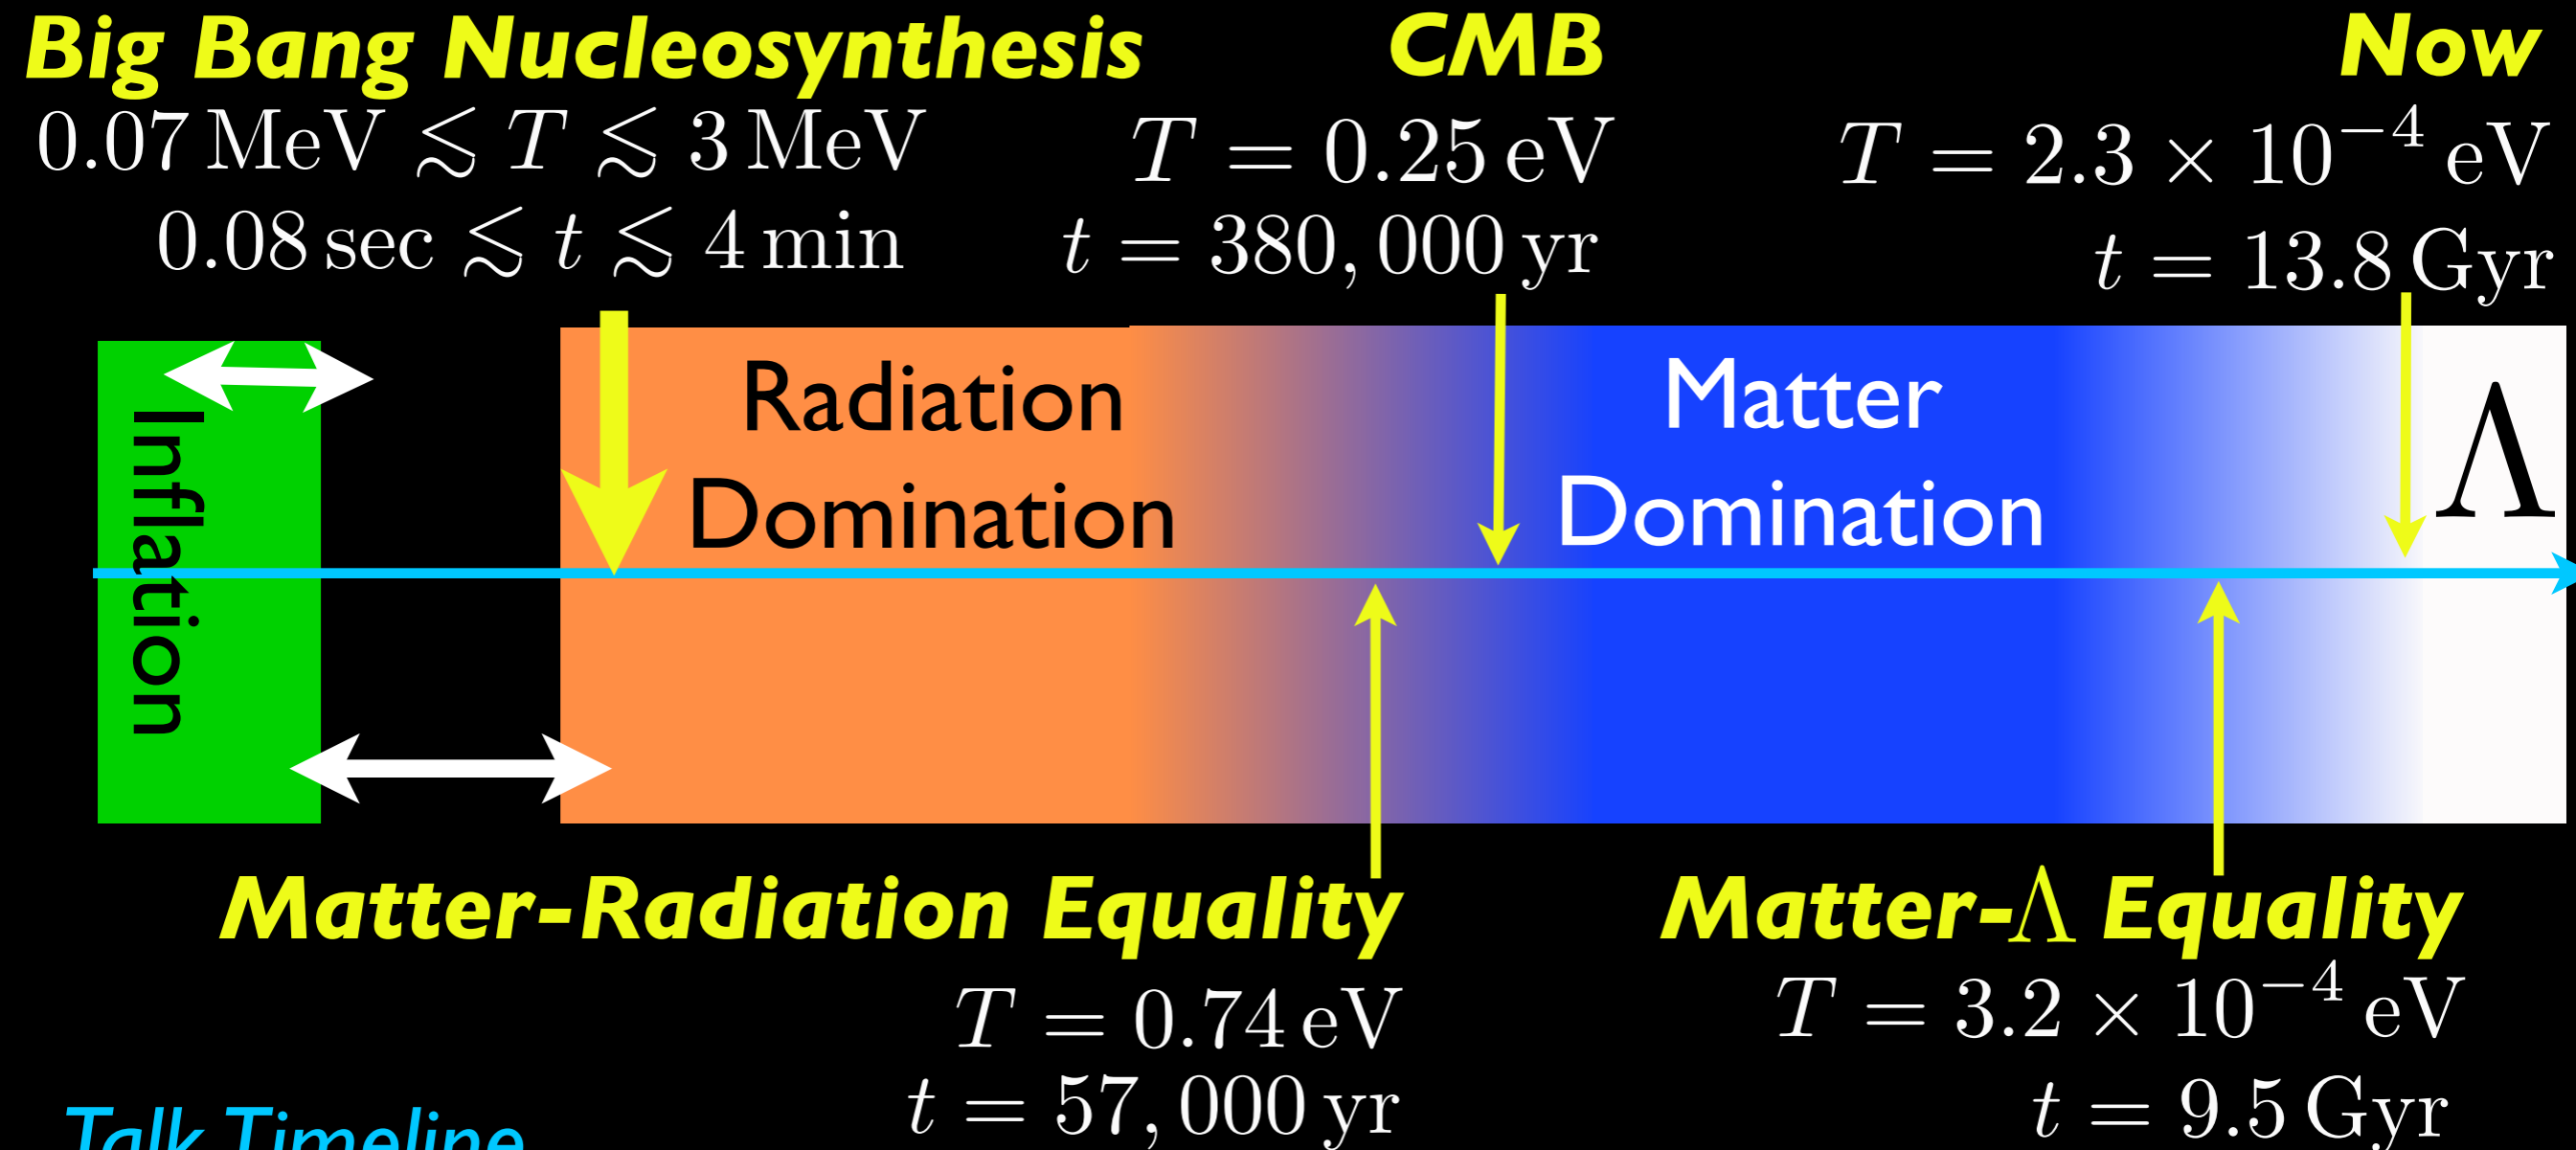 Big Bang Nucleosynthesis
0.07 MeV ≲ T ≲ 3 MeV
0.08 sec ≲ t ≲ 4 min
CMB
T = 0.25 eV
t = 380,000 yr
Now
T = 2.3 × 10⁻⁴ eV
t = 13.8 Gyr
Inflation
Radiation
Domination
Matter
Domination
Λ
Matter-Radiation Equality
T = 0.74 eV
t = 57,000 yr
Matter-Λ Equality
T = 3.2 × 10⁻⁴ eV
t = 9.5 Gyr
Talk Timeline